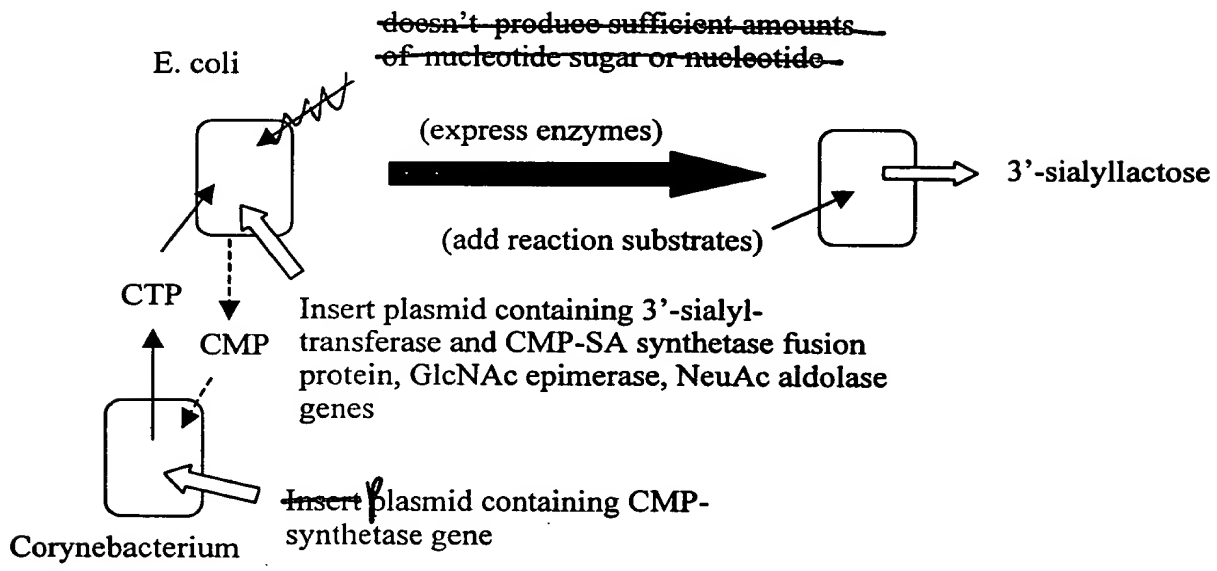 doesn't produce sufficient amounts
of nucleotide sugar or nucleotide
E. coli
(express enzymes)
3'-sialyllactose
(add reaction substrates)
CTP
CMP
Insert plasmid containing 3'-sialyl-
transferase and CMP-SA synthetase fusion
protein, GlcNAc epimerase, NeuAc aldolase
genes
Insert plasmid containing CMP-
synthetase gene
Corynebacterium